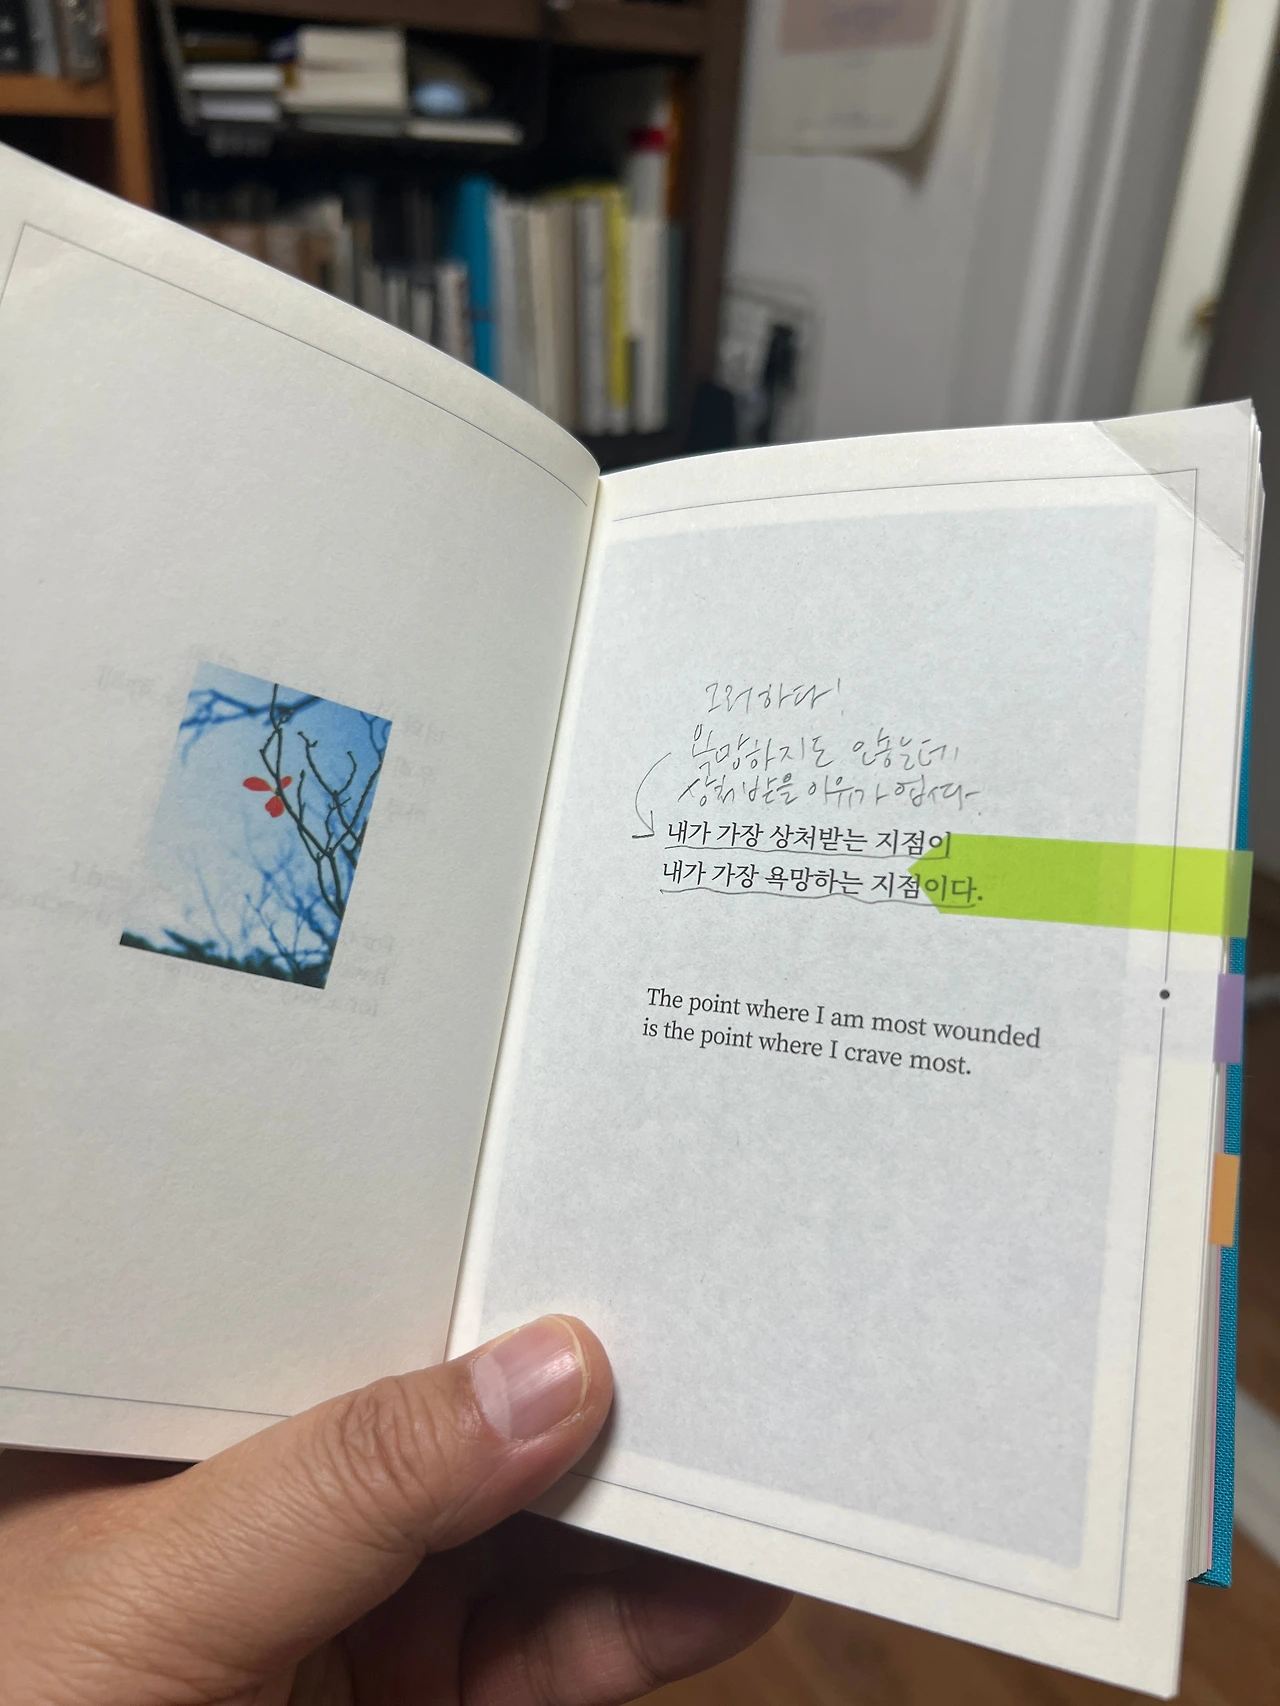 그러하다!
욕망하지도 안하는데
상처받을 이유가 없다.
내가 가장 상처받는 지점이
내가 가장 욕망하는 지점이다.
The point where I am most wounded
is the point where I crave most.